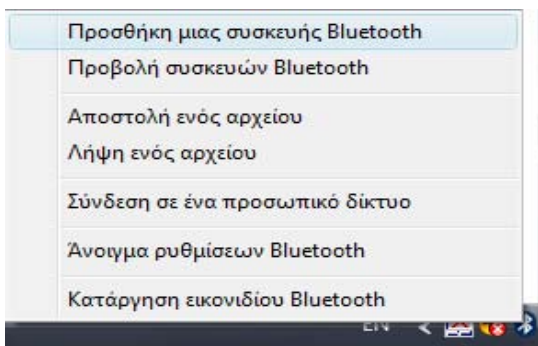 Προσθήκη μιας συσκευής Bluetooth
Προβολή συσκευών Bluetooth
Αποστολή ενός αρχείου
Λήψη ενός αρχείου
Σύνδεση σε ένα προσωπικό δίκτυο
Άνοιγμα ρυθμίσεων Bluetooth
Κατάργηση εικονιδίου Bluetooth
EN